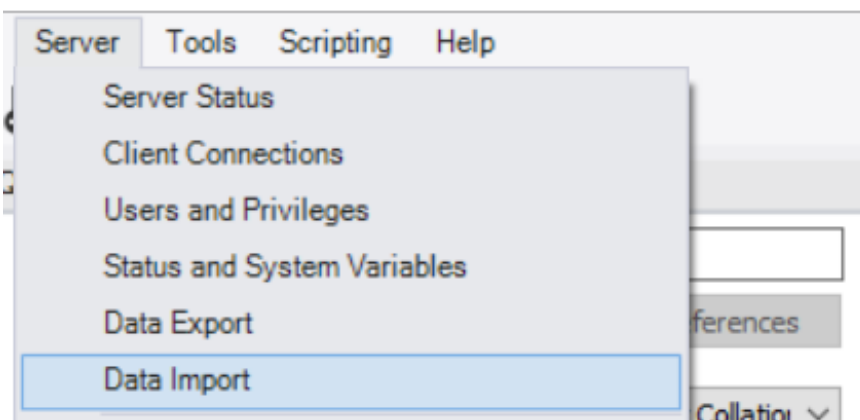 Server Tools Scripting Help
Server Status
Client Connections
Users and Privileges
Status and System Variables
Data Export
ferences
Data Import